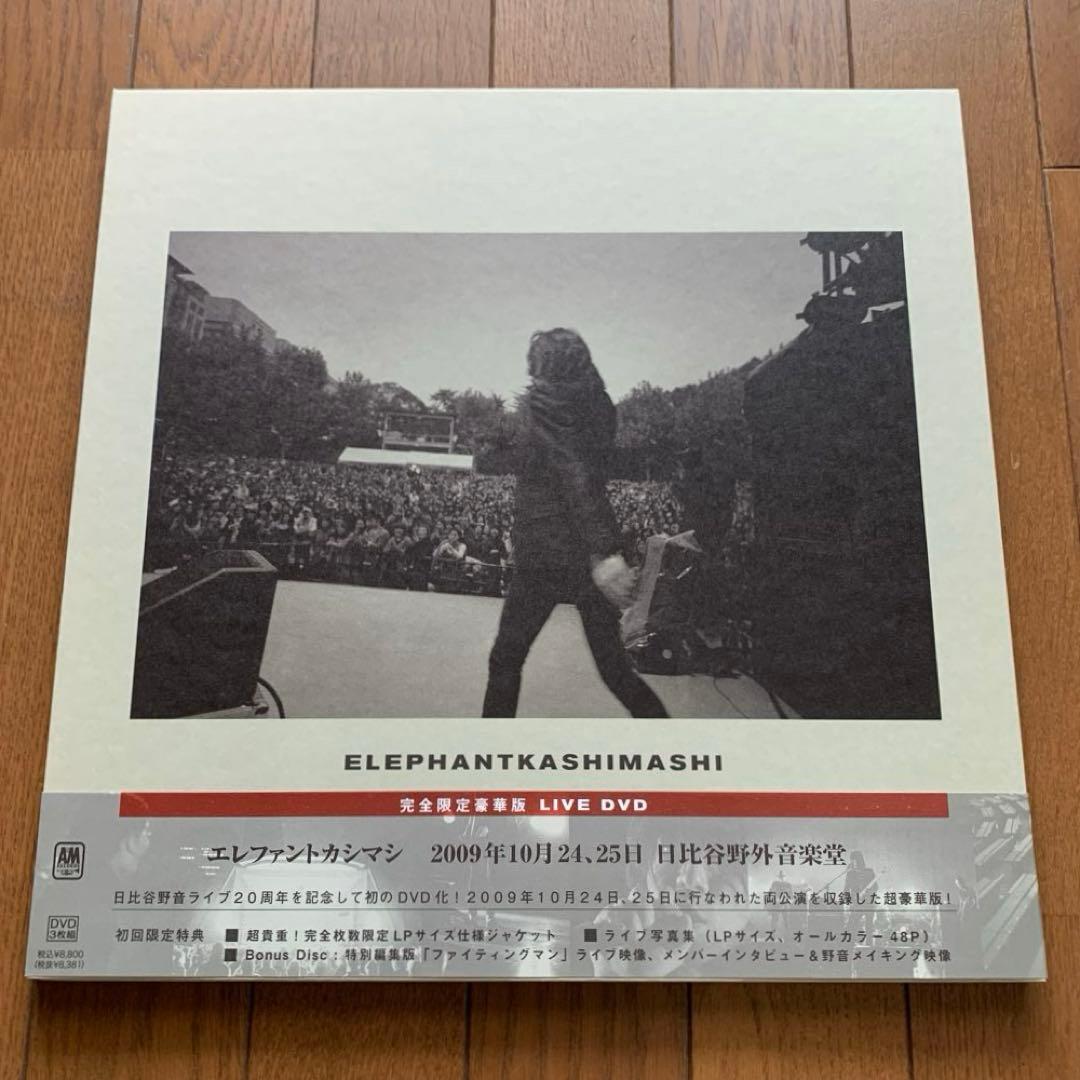 ELEPHANTKASHIMASHI
完全限定豪華版 LIVE DVD
エレファントカシマシ 2009年10月24、25日 日比谷野外音楽堂
日比谷野音ライブ20周年を記念して初のDVD化!2009年10月24日、25日に行なわれた両公演を収録した超豪華版!
初回限定特典 ■ 超貴重!完全枚数限定LPサイズ仕様ジャケット ■ ライブ写真集(LPサイズ、オールカラー48P)
■ Bonus Disc:特別編集版「ファイティングマン」ライブ映像、メンバーインタビュー&野音メイキング映像
AM
DVD
3枚組
税込¥8,800
(税抜¥8,381)